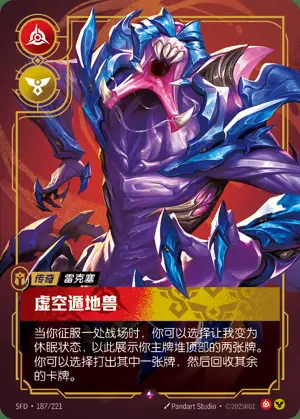 传奇 雷克塞
虚空遁地兽
当你征服一处战场时，你可以选择让我变为
休眠状态，以此展示你主牌堆顶部的两张牌。
你可以选择打出其中一张牌，然后回收其余
的卡牌。
SFD • 187/221 Pandart Studio • ©2025RIG1